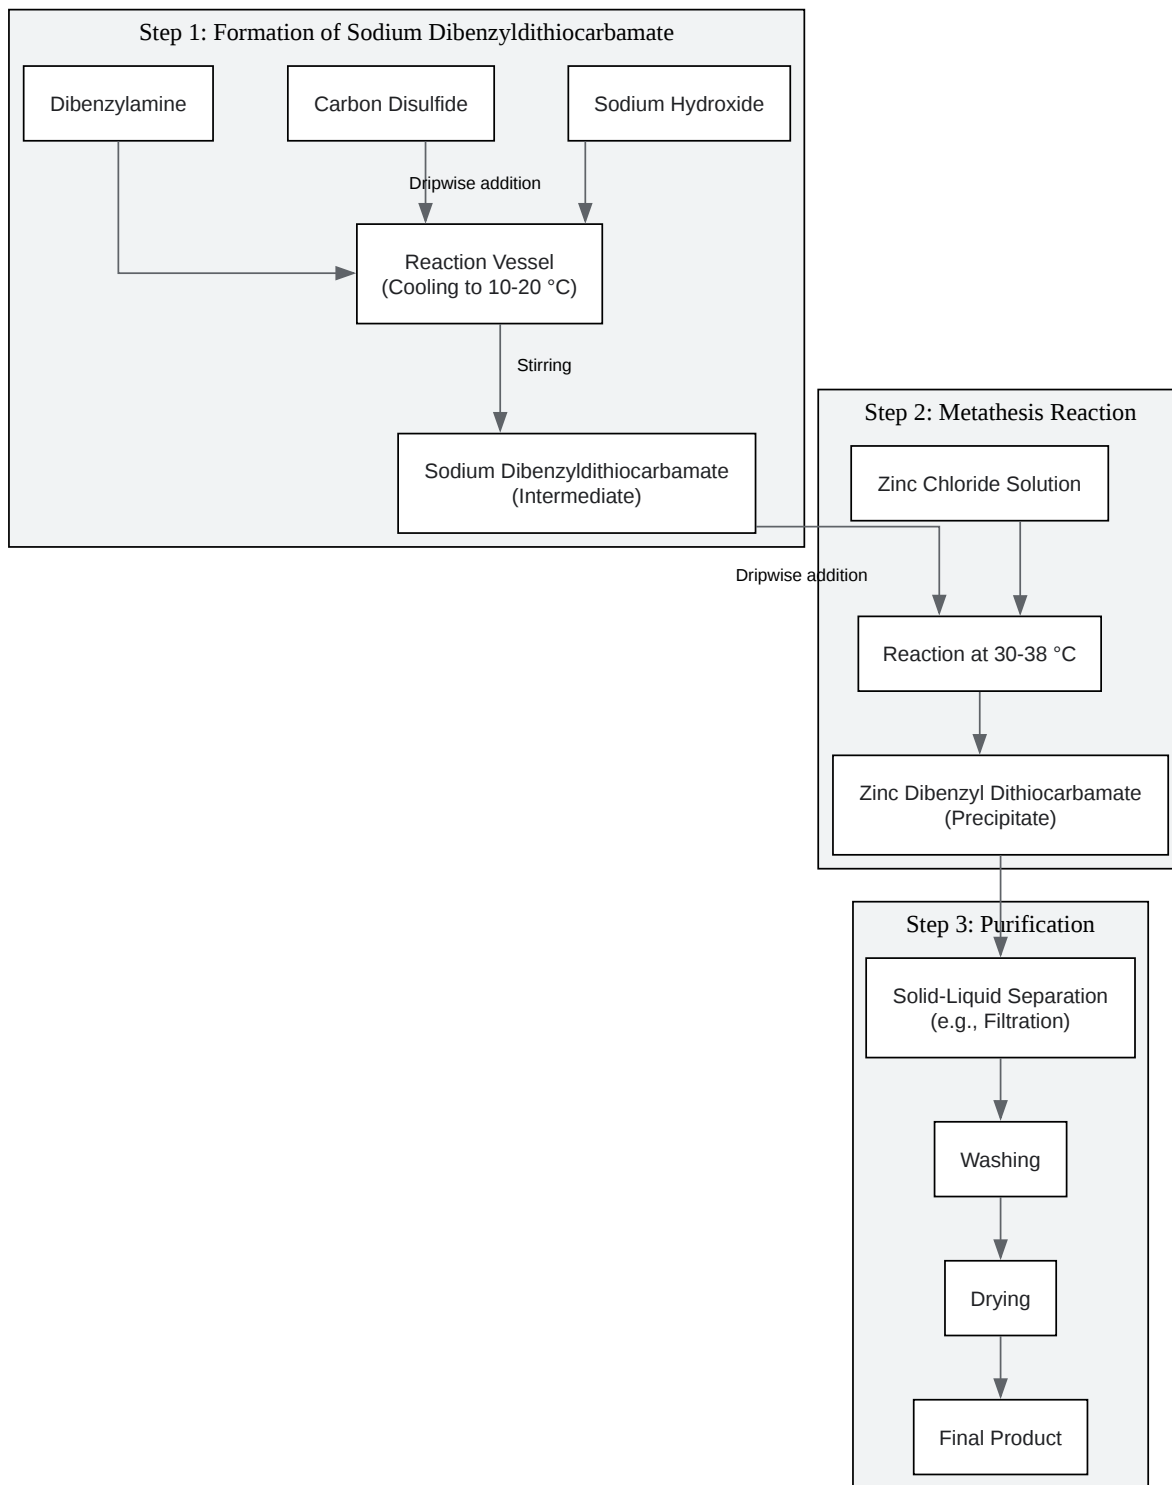 Step 1: Formation of Sodium Dibenzyldithiocarbamate
Dibenzylamine
Carbon Disulfide
Sodium Hydroxide
Dripwise addition
Reaction Vessel
(Cooling to 10-20 °C)
Stirring
Sodium Dibenzyldithiocarbamate
(Intermediate)
Step 2: Metathesis Reaction
Zinc Chloride Solution
Dripwise addition
Reaction at 30-38 °C
Zinc Dibenzyl Dithiocarbamate
(Precipitate)
Step 3: Purification
Solid-Liquid Separation
(e.g., Filtration)
Washing
Drying
Final Product